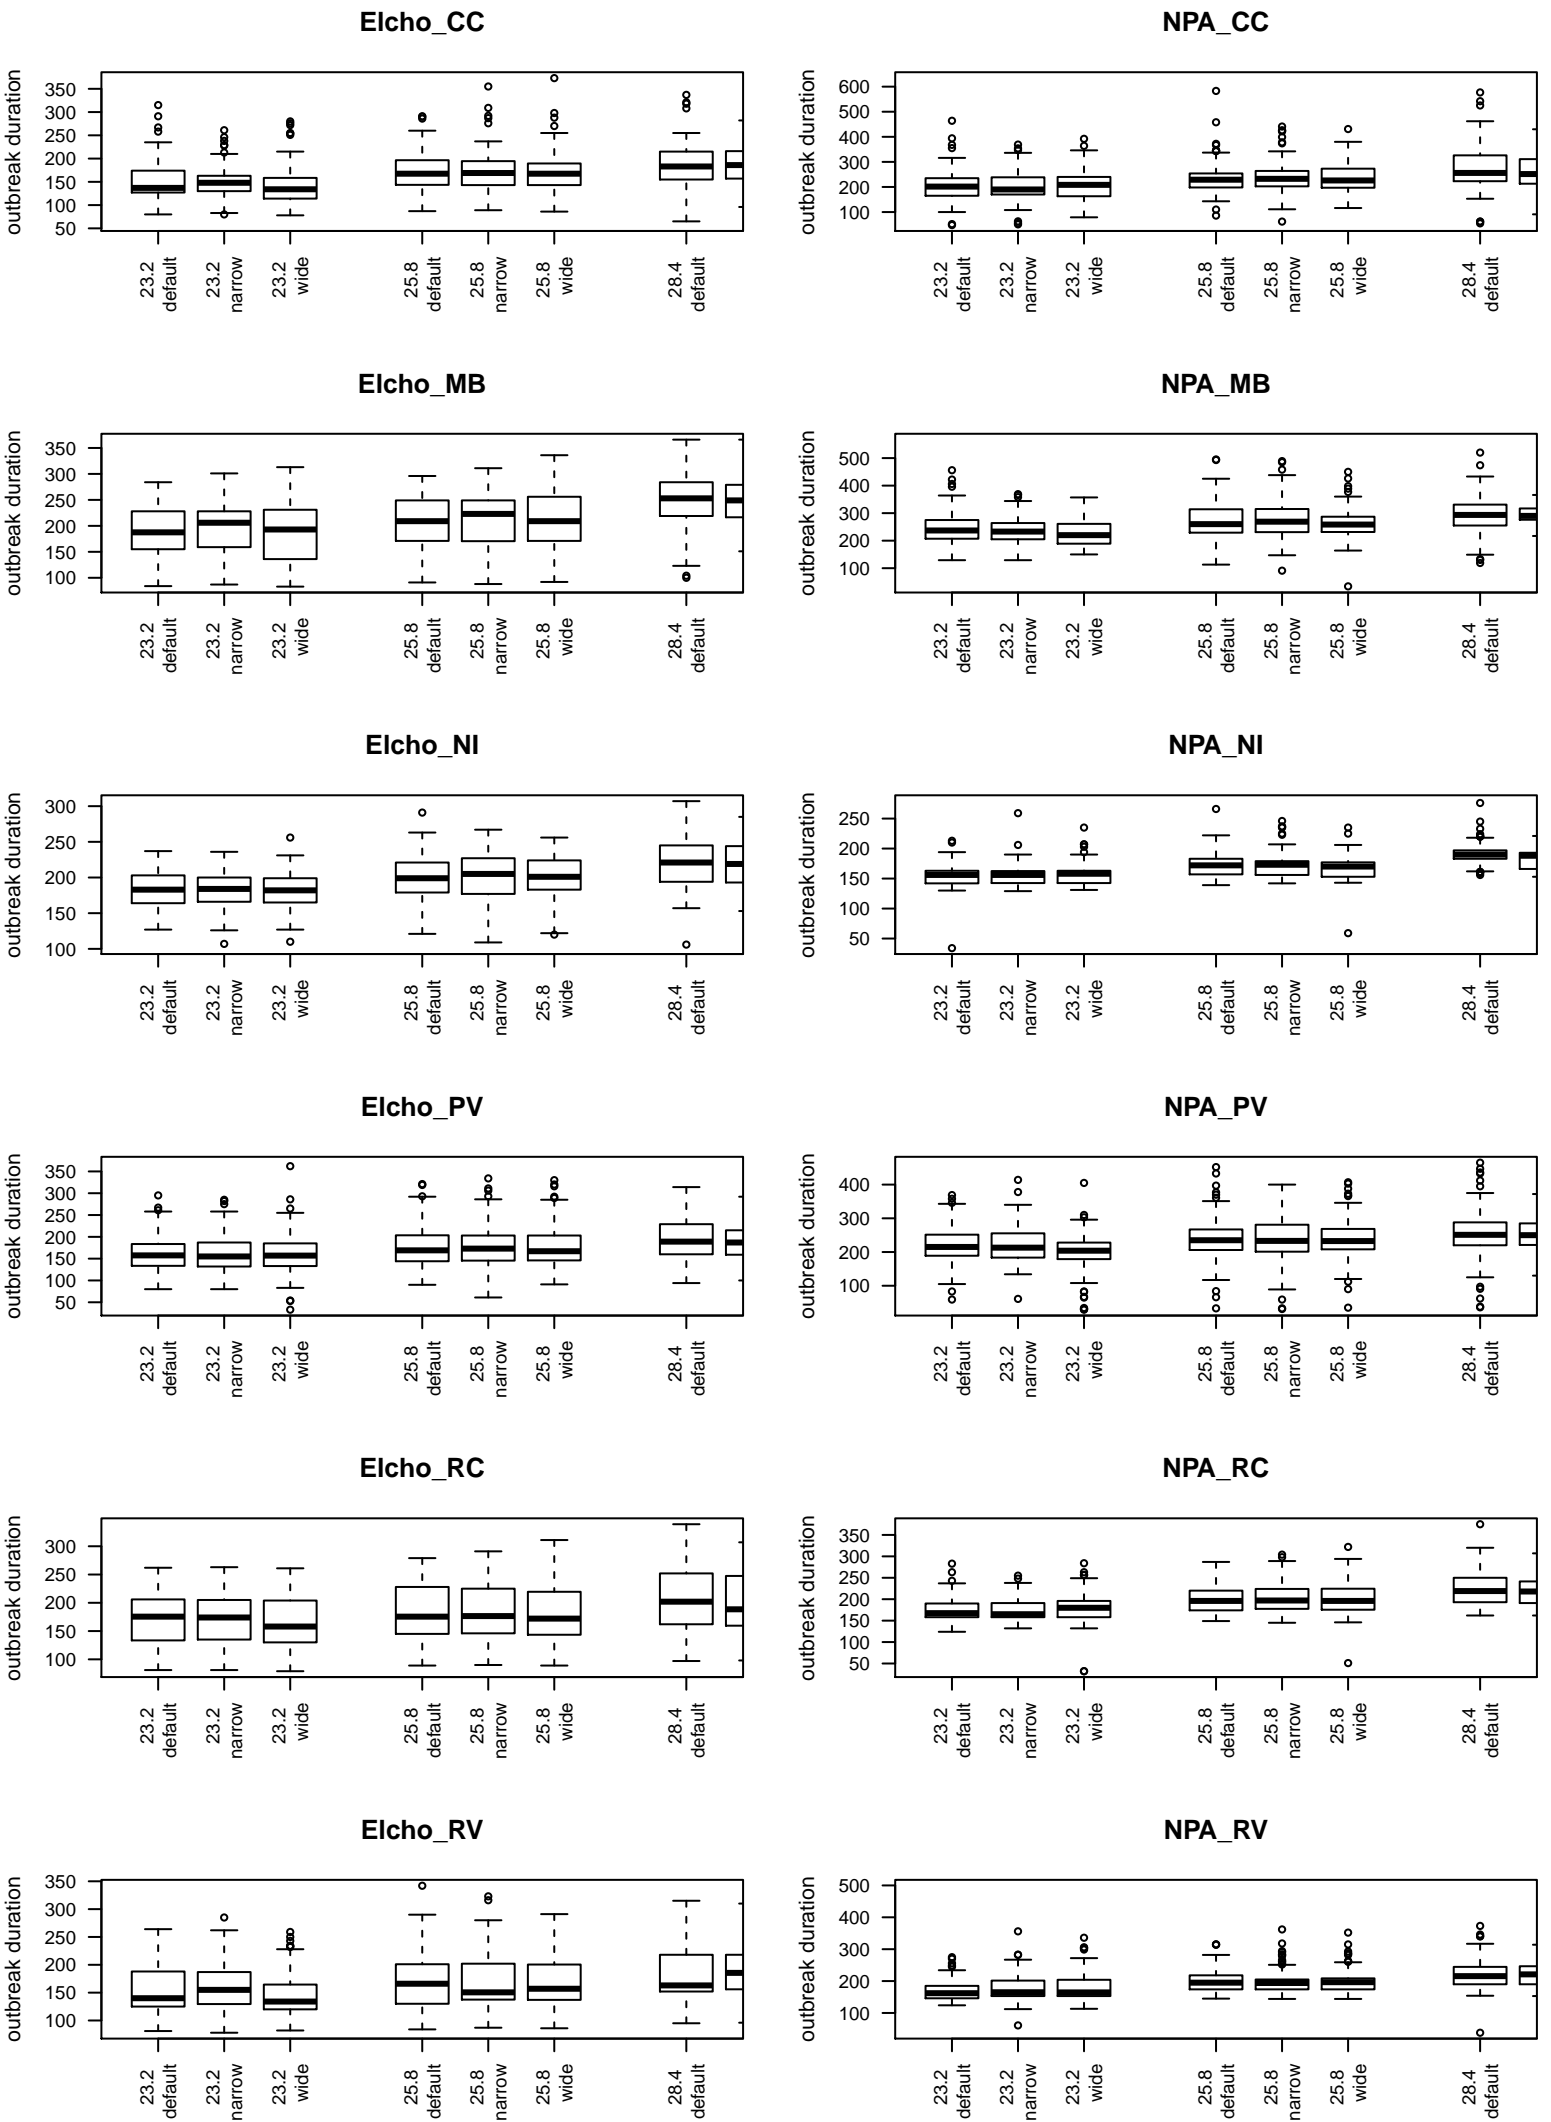 Elcho_CC
outbreak duration
350
300
250
200
150
100
50
23.2
default
23.2
narrow
23.2
wide
25.8
default
25.8
narrow
25.8
wide
28.4
default
NPA_CC
outbreak duration
600
500
400
300
200
100
23.2
default
23.2
narrow
23.2
wide
25.8
default
25.8
narrow
25.8
wide
28.4
default
Elcho_MB
outbreak duration
350
300
250
200
150
100
23.2
default
23.2
narrow
23.2
wide
25.8
default
25.8
narrow
25.8
wide
28.4
default
NPA_MB
outbreak duration
500
400
300
200
100
23.2
default
23.2
narrow
23.2
wide
25.8
default
25.8
narrow
25.8
wide
28.4
default
Elcho_NI
outbreak duration
300
250
200
150
100
23.2
default
23.2
narrow
23.2
wide
25.8
default
25.8
narrow
25.8
wide
28.4
default
NPA_NI
outbreak duration
250
200
150
100
50
23.2
default
23.2
narrow
23.2
wide
25.8
default
25.8
narrow
25.8
wide
28.4
default
Elcho_PV
outbreak duration
350
300
250
200
150
100
50
23.2
default
23.2
narrow
23.2
wide
25.8
default
25.8
narrow
25.8
wide
28.4
default
NPA_PV
outbreak duration
400
300
200
100
23.2
default
23.2
narrow
23.2
wide
25.8
default
25.8
narrow
25.8
wide
28.4
default
Elcho_RC
outbreak duration
300
250
200
150
100
23.2
default
23.2
narrow
23.2
wide
25.8
default
25.8
narrow
25.8
wide
28.4
default
NPA_RC
outbreak duration
350
300
250
200
150
100
50
23.2
default
23.2
narrow
23.2
wide
25.8
default
25.8
narrow
25.8
wide
28.4
default
Elcho_RV
outbreak duration
350
300
250
200
150
100
23.2
default
23.2
narrow
23.2
wide
25.8
default
25.8
narrow
25.8
wide
28.4
default
NPA_RV
outbreak duration
500
400
300
200
100
23.2
default
23.2
narrow
23.2
wide
25.8
default
25.8
narrow
25.8
wide
28.4
default